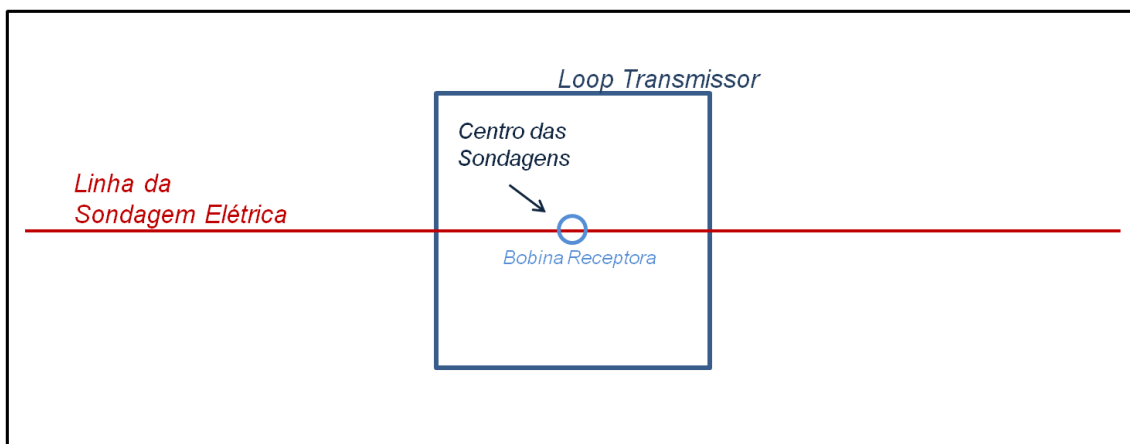 Loop Transmissor
Centro das
Sondagens
Linha da
Sondagem Elétrica
Bobina Receptora